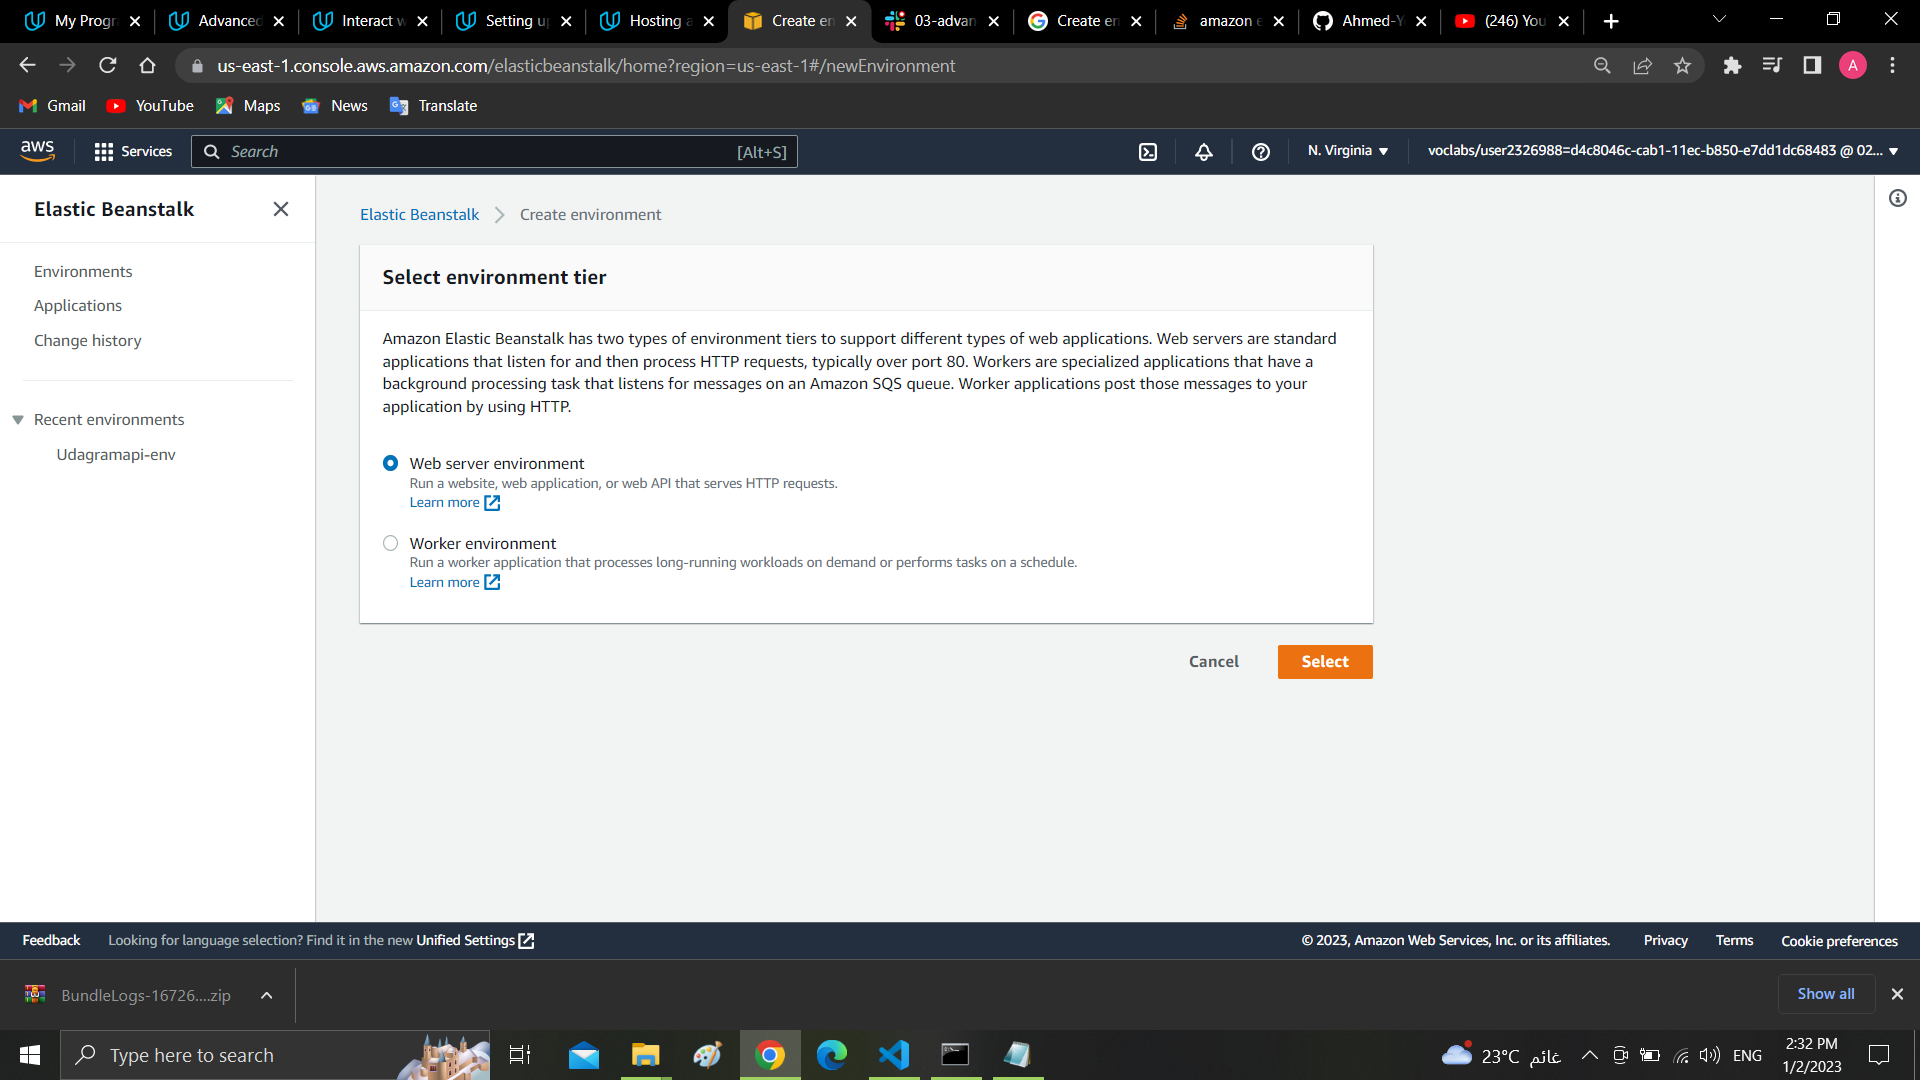 My Progr
Advanced
Interact w
Setting up
Hosting a
Create en
03-advan
Create en
amazon e
Ahmed-Y
(246) You
us-east-1.console.aws.amazon.com/elasticbeanstalk/home?region=us-east-1#/newEnvironment
A
Gmail
YouTube
Maps
News
Translate
aws
Services
Search
[Alt+S]
N. Virginia
voclabs/user2326988=d4c8046c-cab1-11ec-b850-e7dd1dc68483 @ 02...
Elastic Beanstalk
Environments
Applications
Change history
Recent environments
Udagramapi-env
Elastic Beanstalk > Create environment
Select environment tier
Amazon Elastic Beanstalk has two types of environment tiers to support different types of web applications. Web servers are standard
applications that listen for and then process HTTP requests, typically over port 80. Workers are specialized applications that have a
background processing task that listens for messages on an Amazon SQS queue. Worker applications post those messages to your
application by using HTTP.
Web server environment
Run a website, web application, or web API that serves HTTP requests.
Learn more
Worker environment
Run a worker application that processes long-running workloads on demand or performs tasks on a schedule.
Learn more
Cancel
Select
Feedback
Looking for language selection? Find it in the new Unified Settings
© 2023, Amazon Web Services, Inc. or its affiliates.
Privacy
Terms
Cookie preferences
BundleLogs-16726....zip
Show all
Type here to search
23°C غائم
ENG
2:32 PM
1/2/2023